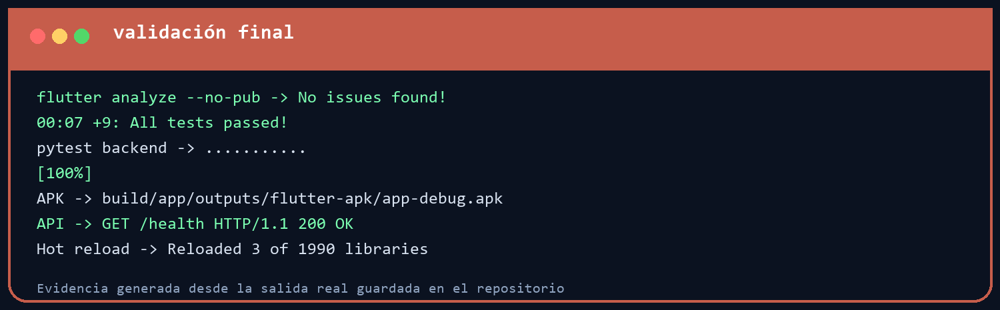 validación final
flutter analyze --no-pub -> No issues found!
00:07 +9: All tests passed!
pytest backend -> ...........
[100%]
APK -> build/app/outputs/flutter-apk/app-debug.apk
API -> GET /health HTTP/1.1 200 OK
Hot reload -> Reloaded 3 of 1990 libraries
Evidencia generada desde la salida real guardada en el repositorio